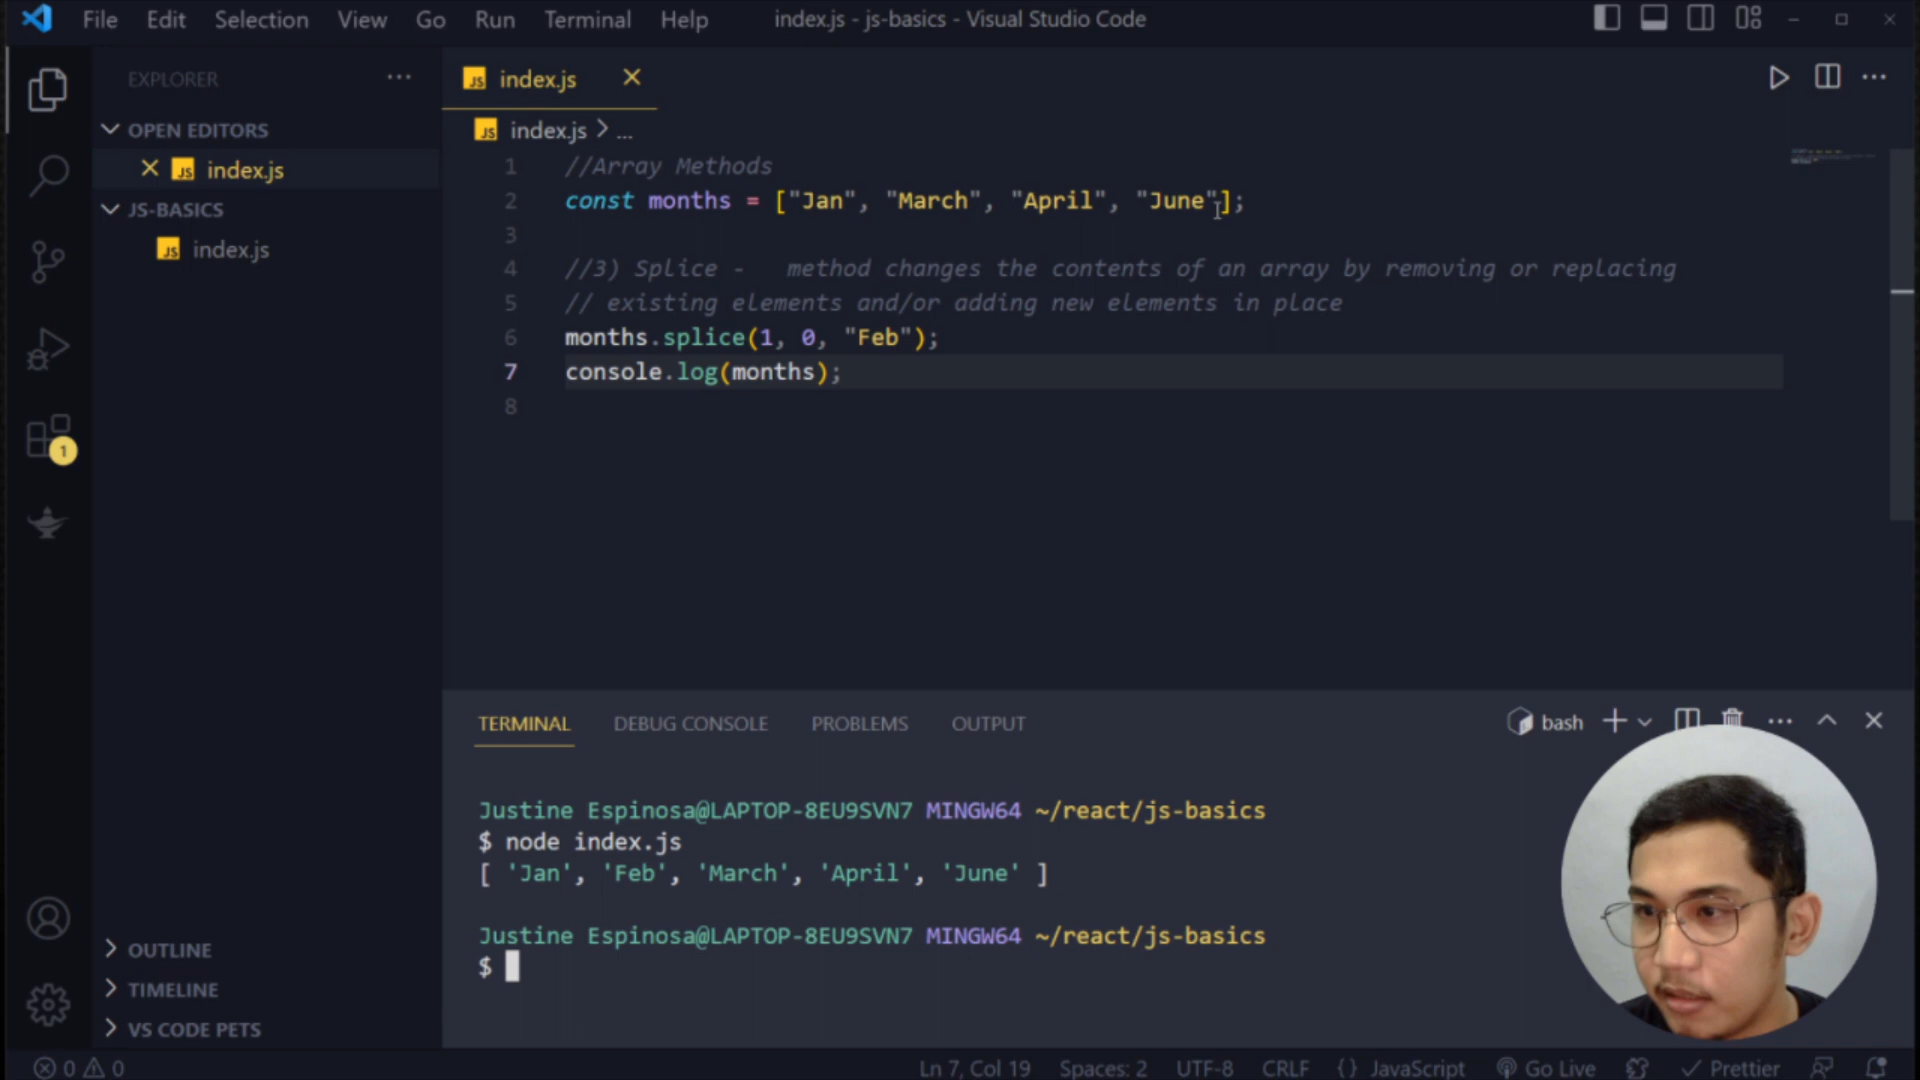 File Edit Selection View Go Run Terminal Help index.js - js-basics - Visual Studio Code
EXPLORER
OPEN EDITORS
JS index.js
JS-BASICS
JS index.js
JS index.js
JS index.js > ...
1 //Array Methods
2 const months = ["Jan", "March", "April", "June"];
3
4 //3) Splice -   method changes the contents of an array by removing or replacing
5 // existing elements and/or adding new elements in place
6 months.splice(1, 0, "Feb");
7 console.log(months);
8
1
OUTLINE
TIMELINE
VS CODE PETS
TERMINAL DEBUG CONSOLE PROBLEMS OUTPUT bash
Justine Espinosa@LAPTOP-8EU9SVN7 MINGW64 ~/react/js-basics
$ node index.js
[ 'Jan', 'Feb', 'March', 'April', 'June' ]
Justine Espinosa@LAPTOP-8EU9SVN7 MINGW64 ~/react/js-basics
$
0 0 Ln 7, Col 19 Spaces: 2 UTF-8 CRLF {} JavaScript Go Live Prettier